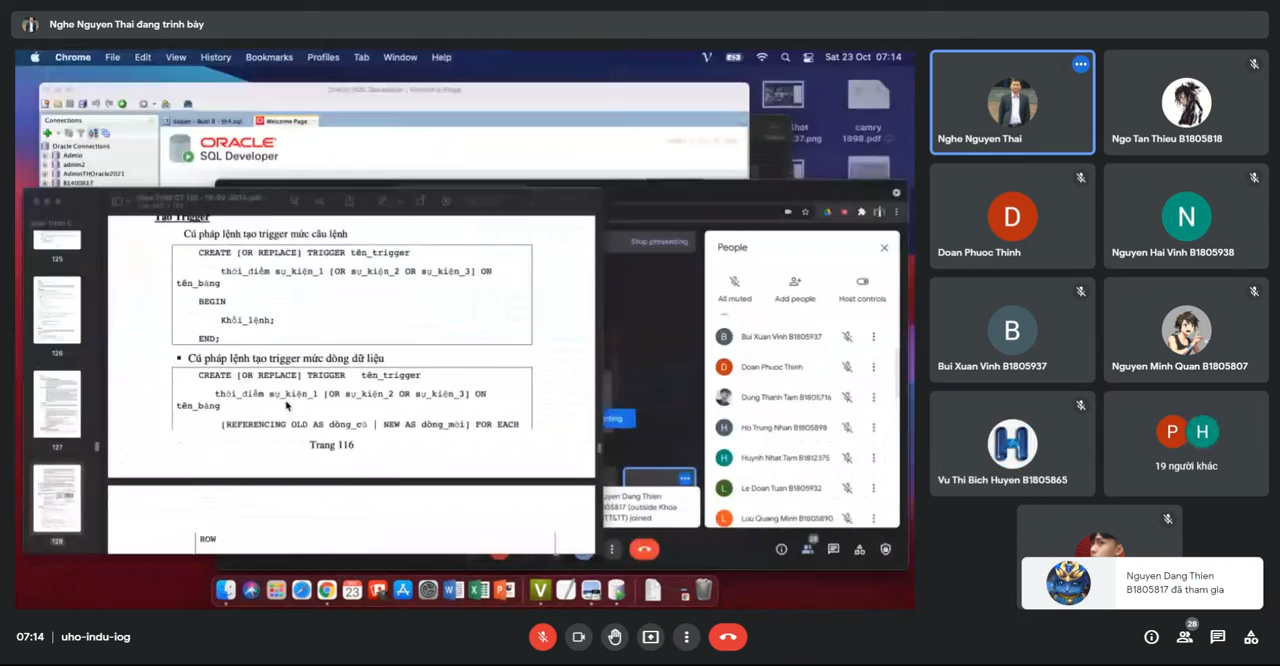 Nghe Nguyen Thai đang trình bày
Chrome File Edit View History Bookmarks Profiles Tab Window Help
Sat 23 Oct 07:14
Connections
Oracle Connections
Admin
admin2
AdminTHOracle2021
B1400837
Welcome Page
ORACLE
SQL Developer
camry
1998.pdf
Tạo Trigger
Cú pháp lệnh tạo trigger mức câu lệnh
CREATE [OR REPLACE] TRIGGER tên_trigger
thời_điểm sự_kiện_1 [OR sự_kiện_2 OR sự_kiện_3] ON
tên_bảng
BEGIN
Khối_lệnh;
END;
▪ Cú pháp lệnh tạo trigger mức dòng dữ liệu
CREATE [OR REPLACE] TRIGGER tên_trigger
thời_điểm sự_kiện_1 [OR sự_kiện_2 OR sự_kiện_3] ON
tên_bảng
[REFERENCING OLD AS dòng_cũ | NEW AS dòng_mới] FOR EACH
Trang 116
ROW
125
126
127
128
Stop presenting
People
All muted
Add people
Host controls
Bui Xuan Vinh B1805937
Doan Phuoc Thinh
Dung Thanh Tam B1805716
Ho Trung Nhan B1805898
Huynh Nhat Tam B1812375
Le Doan Tuan B1805932
Luu Quang Minh B1805890
joined
28
Nghe Nguyen Thai
Ngo Tan Thieu B1805818
D
Doan Phuoc Thinh
N
Nguyen Hai Vinh B1805938
B
Bui Xuan Vinh B1805937
Nguyen Minh Quan B1805807
Vu Thi Bich Huyen B1805865
P H
19 người khác
Nguyen Dang Thien
B1805817 đã tham gia
07:14 | uho-indu-iog
28